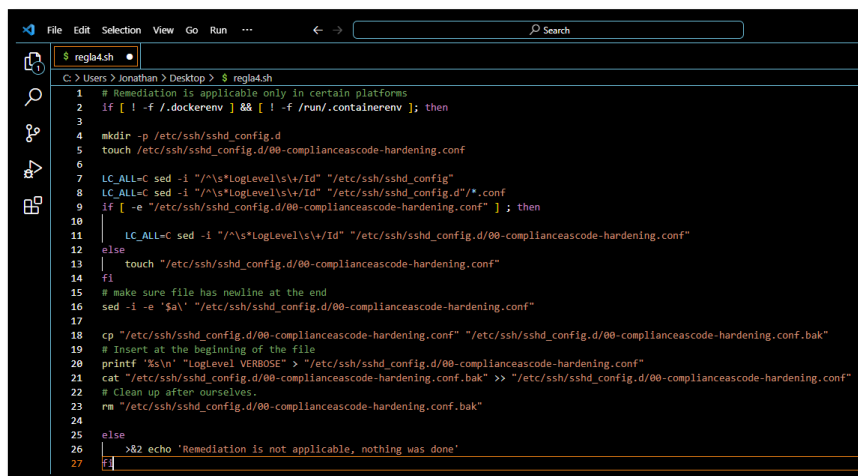 File Edit Selection View Go Run ··· ← → Search
$ regla4.sh ●
1
C: > Users > Jonathan > Desktop > $ regla4.sh
1 # Remediation is applicable only in certain platforms
2 if [ ! -f /.dockerenv ] && [ ! -f /run/.containerenv ]; then
3
4 mkdir -p /etc/ssh/sshd_config.d
5 touch /etc/ssh/sshd_config.d/00-complianceascode-hardening.conf
6
7 LC_ALL=C sed -i "/^\s*LogLevel\s\+/Id" "/etc/ssh/sshd_config"
8 LC_ALL=C sed -i "/^\s*LogLevel\s\+/Id" "/etc/ssh/sshd_config.d"/*.conf
9 if [ -e "/etc/ssh/sshd_config.d/00-complianceascode-hardening.conf" ] ; then
10
11     LC_ALL=C sed -i "/^\s*LogLevel\s\+/Id" "/etc/ssh/sshd_config.d/00-complianceascode-hardening.conf"
12 else
13     touch "/etc/ssh/sshd_config.d/00-complianceascode-hardening.conf"
14 fi
15 # make sure file has newline at the end
16 sed -i -e '$a\' "/etc/ssh/sshd_config.d/00-complianceascode-hardening.conf"
17
18 cp "/etc/ssh/sshd_config.d/00-complianceascode-hardening.conf" "/etc/ssh/sshd_config.d/00-complianceascode-hardening.conf.bak"
19 # Insert at the beginning of the file
20 printf '%s\n' "LogLevel VERBOSE" > "/etc/ssh/sshd_config.d/00-complianceascode-hardening.conf"
21 cat "/etc/ssh/sshd_config.d/00-complianceascode-hardening.conf.bak" >> "/etc/ssh/sshd_config.d/00-complianceascode-hardening.conf"
22 # Clean up after ourselves.
23 rm "/etc/ssh/sshd_config.d/00-complianceascode-hardening.conf.bak"
24
25 else
26     >&2 echo 'Remediation is not applicable, nothing was done'
27 fi